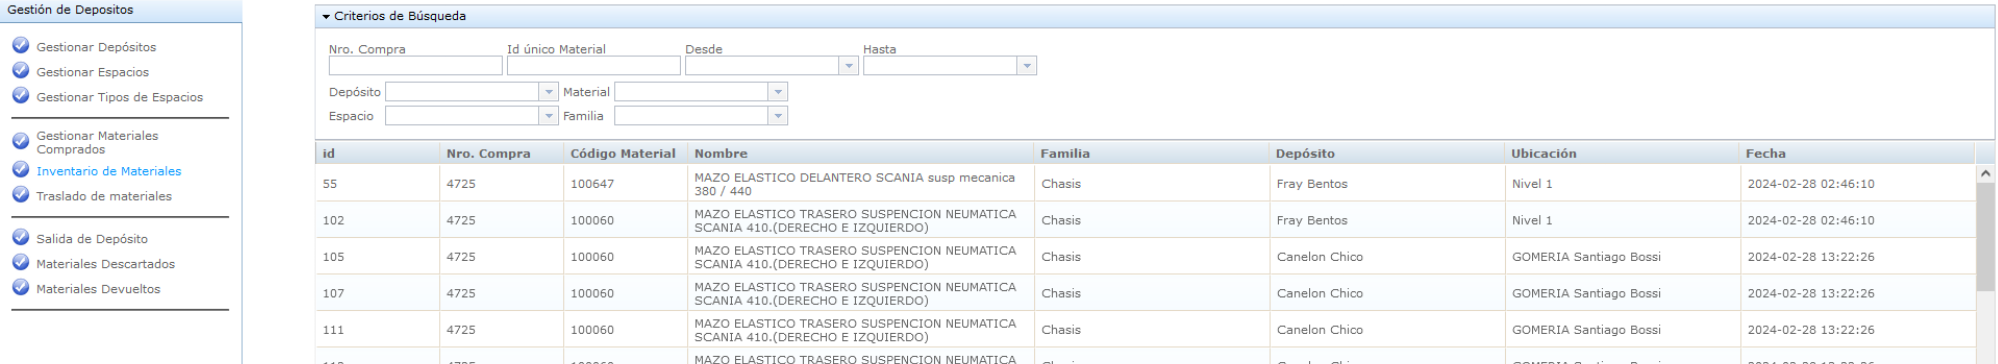 Gestión de Depositos
Gestionar Depósitos
Gestionar Espacios
Gestionar Tipos de Espacios
Gestionar Materiales
Comprados
Inventario de Materiales
Traslado de materiales
Salida de Depósito
Materiales Descartados
Materiales Devueltos
Criterios de Búsqueda
Nro. Compra Id único Material Desde Hasta
Depósito Material
Espacio Familia
id Nro. Compra Código Material Nombre Familia Depósito Ubicación Fecha
55 4725 100647 MAZO ELASTICO DELANTERO SCANIA susp mecanica Chasis Fray Bentos Nivel 1 2024-02-28 02:46:10
380 / 440
102 4725 100060 MAZO ELASTICO TRASERO SUSPENCION NEUMATICA Chasis Fray Bentos Nivel 1 2024-02-28 02:46:10
SCANIA 410.(DERECHO E IZQUIERDO)
105 4725 100060 MAZO ELASTICO TRASERO SUSPENCION NEUMATICA Chasis Canelon Chico GOMERIA Santiago Bossi 2024-02-28 13:22:26
SCANIA 410.(DERECHO E IZQUIERDO)
107 4725 100060 MAZO ELASTICO TRASERO SUSPENCION NEUMATICA Chasis Canelon Chico GOMERIA Santiago Bossi 2024-02-28 13:22:26
SCANIA 410.(DERECHO E IZQUIERDO)
111 4725 100060 MAZO ELASTICO TRASERO SUSPENCION NEUMATICA Chasis Canelon Chico GOMERIA Santiago Bossi 2024-02-28 13:22:26
SCANIA 410.(DERECHO E IZQUIERDO)
MAZO ELASTICO TRASERO SUSPENCION NEUMATICA